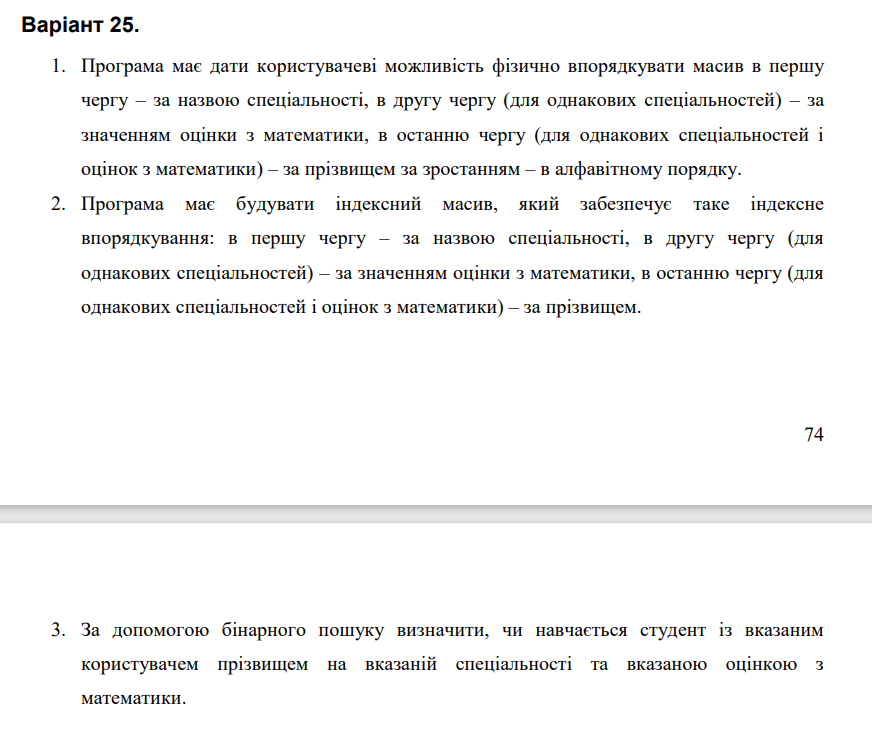 Варіант 25.
1. Програма має дати користувачеві можливість фізично впорядкувати масив в першу
чергу – за назвою спеціальності, в другу чергу (для однакових спеціальностей) – за
значенням оцінки з математики, в останню чергу (для однакових спеціальностей і
оцінок з математики) – за прізвищем за зростанням – в алфавітному порядку.
2. Програма має будувати індексний масив, який забезпечує таке індексне
впорядкування: в першу чергу – за назвою спеціальності, в другу чергу (для
однакових спеціальностей) – за значенням оцінки з математики, в останню чергу (для
однакових спеціальностей і оцінок з математики) – за прізвищем.
74
3. За допомогою бінарного пошуку визначити, чи навчається студент із вказаним
користувачем прізвищем на вказаній спеціальності та вказаною оцінкою з
математики.